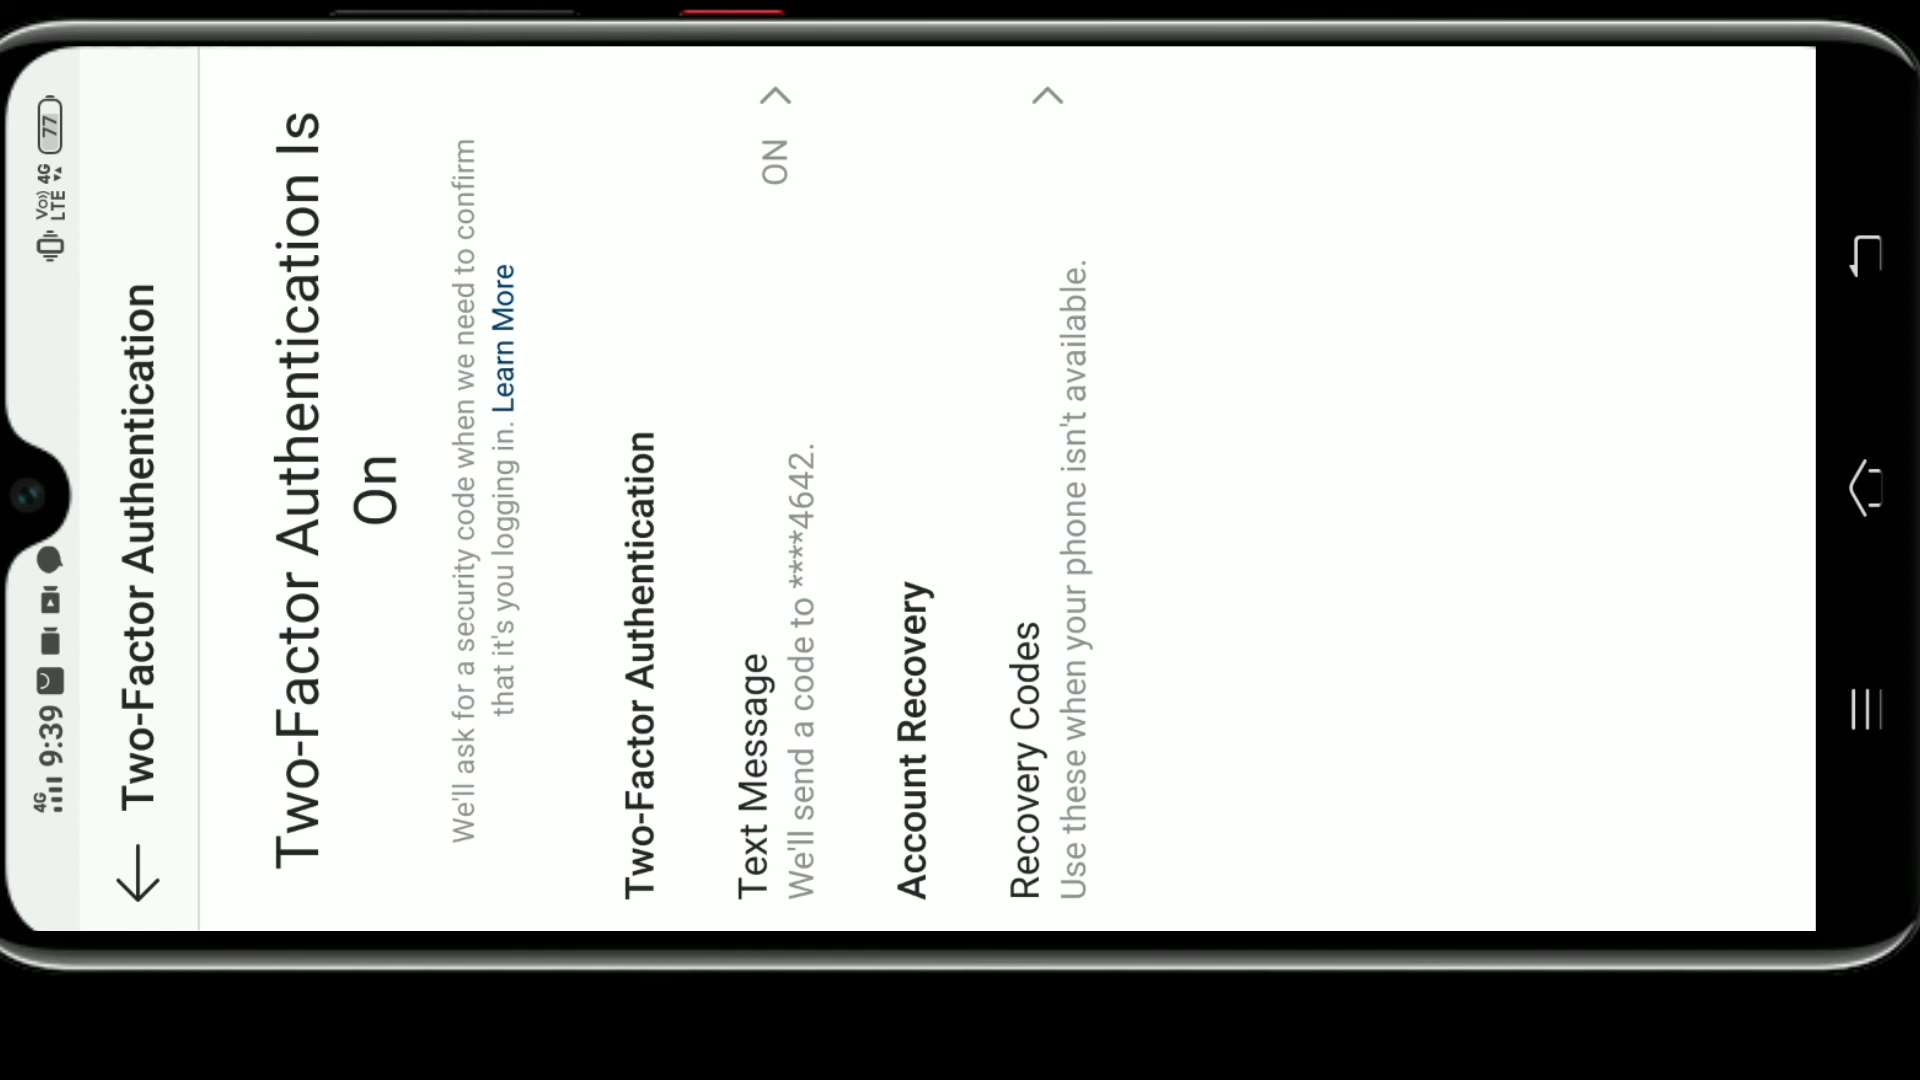 4G 9:39 Vo)) LTE 4G 77
Two-Factor Authentication
Two-Factor Authentication Is
On
We'll ask for a security code when we need to confirm
that it's you logging in. Learn More
Two-Factor Authentication
Text Message
We'll send a code to ****4642.
ON
Account Recovery
Recovery Codes
Use these when your phone isn't available.